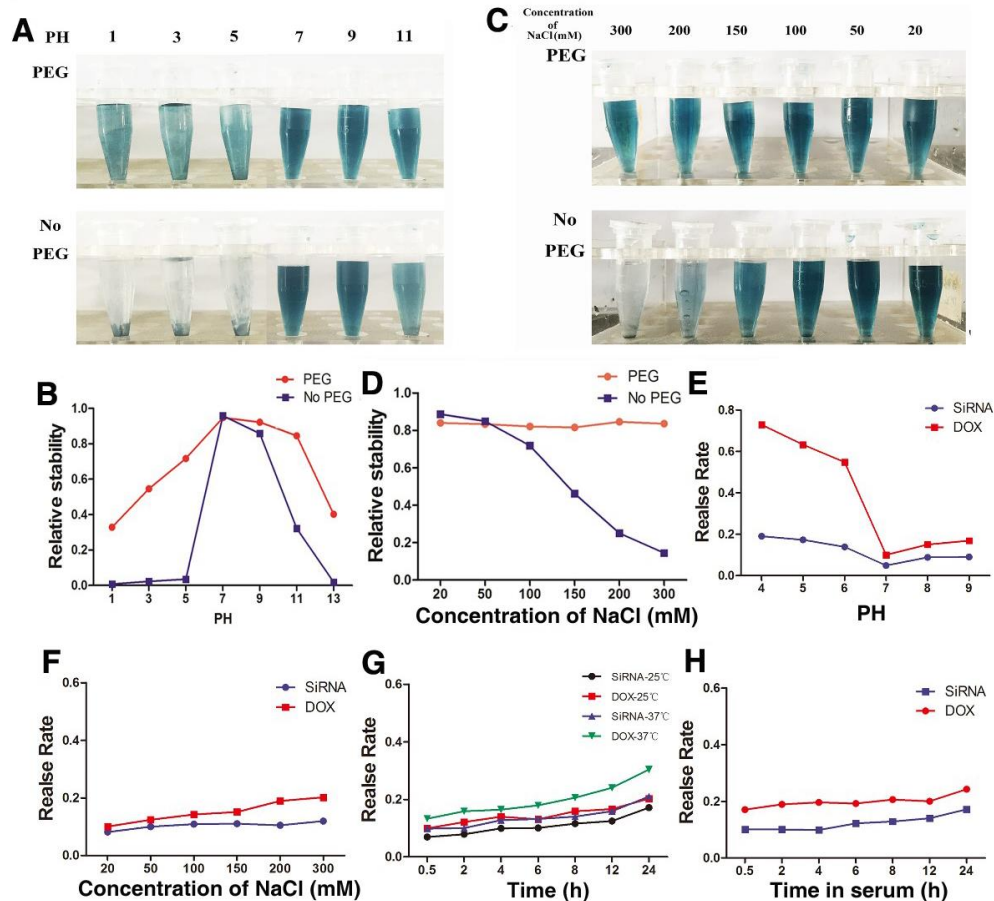 A PH 1 3 5 7 9 11
PEG
No
PEG
C Concentration
of
NaCl(mM) 300 200 150 100 50 20
PEG
No
PEG
B
PEG
No PEG
Relative stability
1.0
0.8
0.6
0.4
0.2
0.0
1 3 5 7 9 11 13
PH
D
PEG
No PEG
Relative stability
1.0
0.8
0.6
0.4
0.2
0.0
20 50 100 150 200 300
Concentration of NaCl (mM)
E
SiRNA
DOX
Realse Rate
0.8
0.6
0.4
0.2
0.0
4 5 6 7 8 9
PH
F
SiRNA
DOX
Realse Rate
0.6
0.4
0.2
0.0
20 50 100 150 200 300
Concentration of NaCl (mM)
G
SiRNA-25℃
DOX-25℃
SiRNA-37℃
DOX-37℃
Realse Rate
0.6
0.4
0.2
0.0
0.5 2 4 6 8 12 24
Time (h)
H
SiRNA
DOX
Realse Rate
0.6
0.4
0.2
0.0
0.5 2 4 6 8 12 24
Time in serum (h)